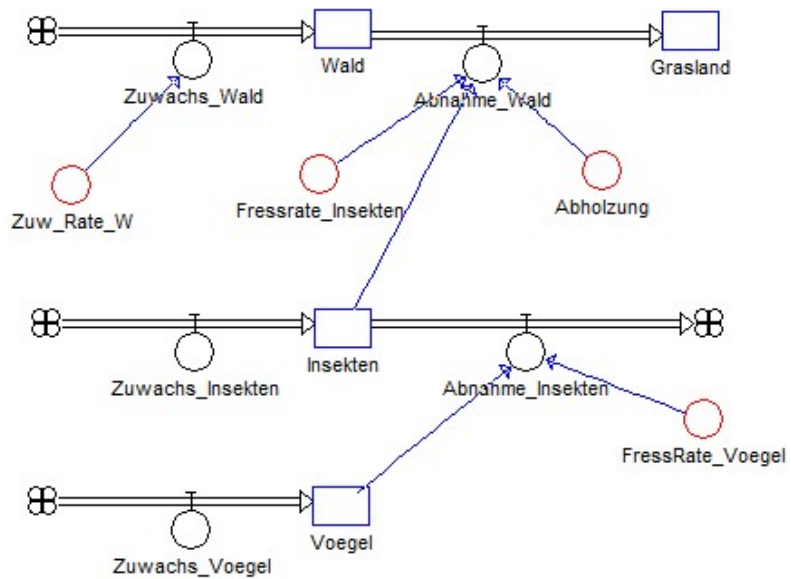 Wald
Grasland
Zuwachs_Wald
Abnahme_Wald
Zuw_Rate_W
Fressrate_Insekten
Abholzung
Insekten
Zuwachs_Insekten
Abnahme_Insekten
FressRate_Voegel
Voegel
Zuwachs_Voegel